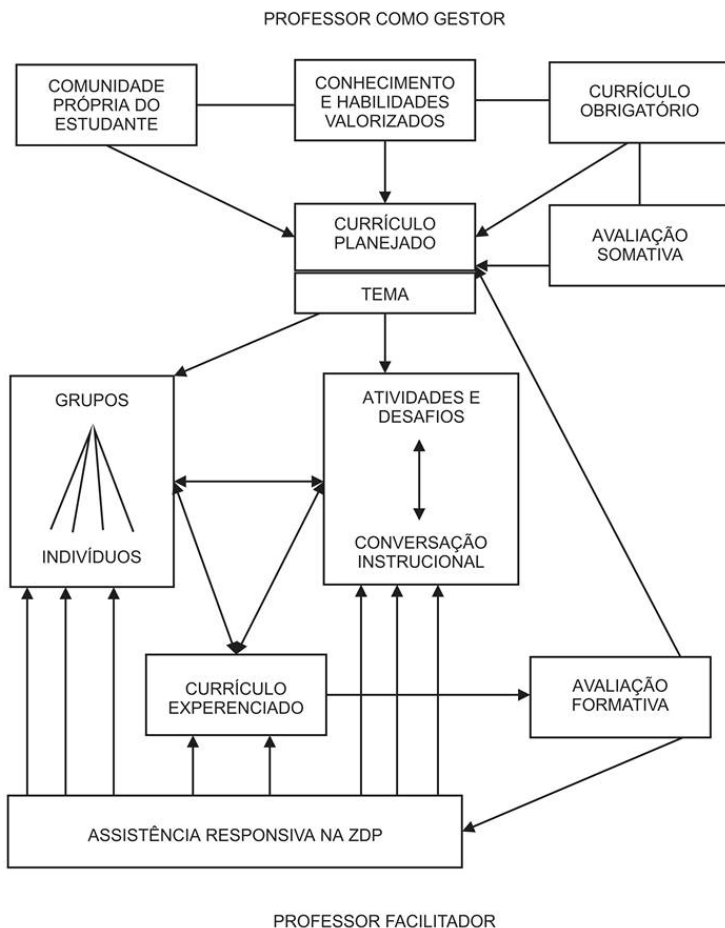 PROFESSOR COMO GESTOR
COMUNIDADE
PRÓPRIA DO
ESTUDANTE
CONHECIMENTO
E HABILIDADES
VALORIZADOS
CURRÍCULO
OBRIGATÓRIO
CURRÍCULO
PLANEJADO
AVALIAÇÃO
SOMATIVA
TEMA
GRUPOS
INDIVÍDUOS
ATIVIDADES E
DESAFIOS
CONVERSAÇÃO
INSTRUCIONAL
CURRÍCULO
EXPERENCIADO
AVALIAÇÃO
FORMATIVA
ASSISTÊNCIA RESPONSIVA NA ZDP
PROFESSOR FACILITADOR